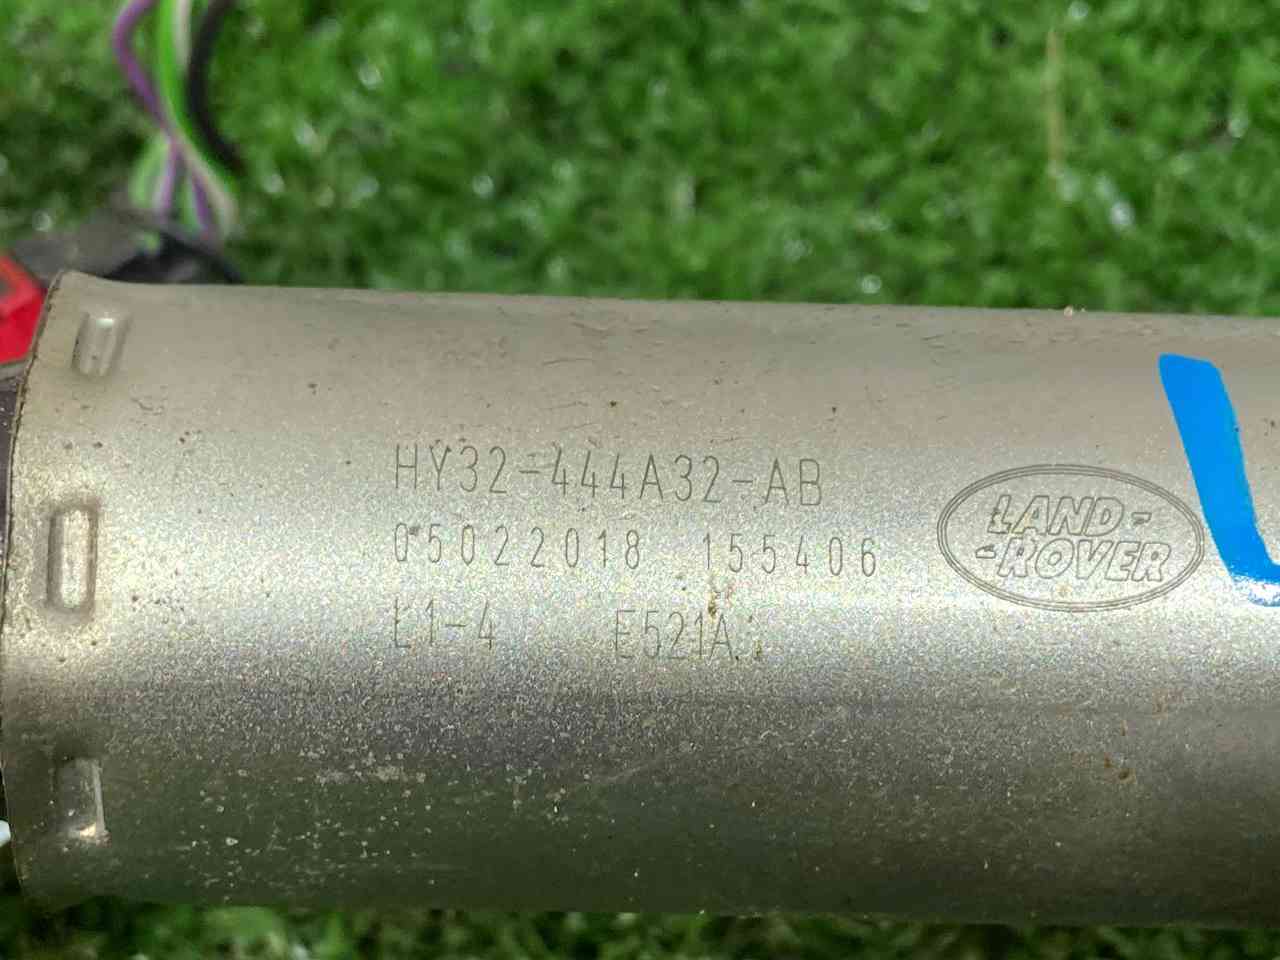 HY32-444A32-AB
05022018 155406
L1-4 E521A
LAND-
-ROVER